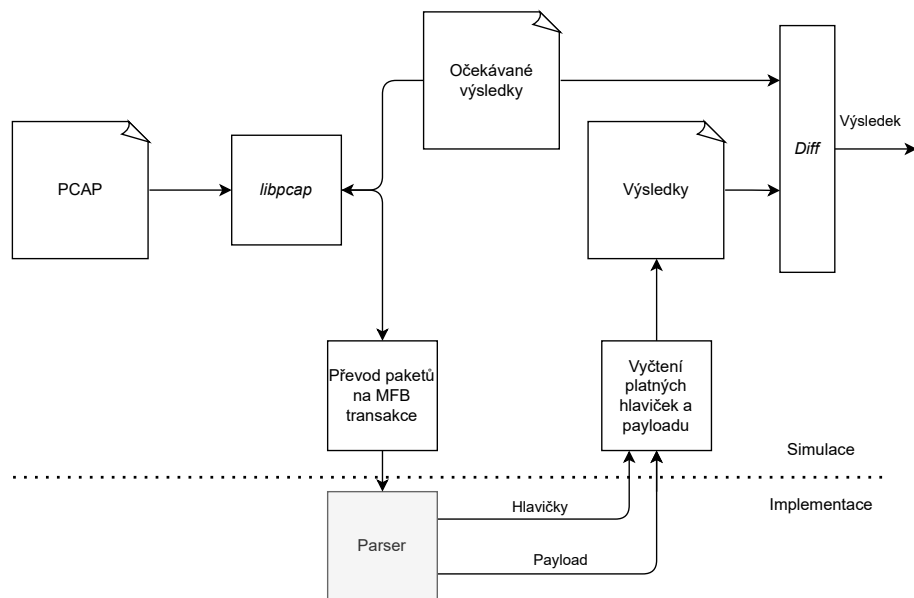 Očekávané
výsledky
Výsledek
PCAP
libpcap
Výsledky
Diff
Převod paketů
na MFB
transakce
Vyčtení
platných
hlaviček a
payloadu
Simulace
Implementace
Hlavičky
Parser
Payload